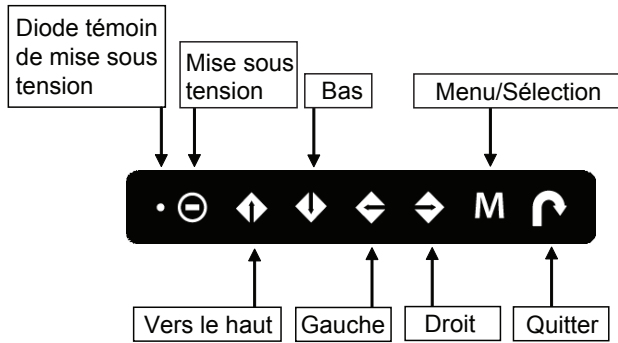 Diode témoin
de mise sous
tension
Mise sous
tension
Bas
Menu/Sélection
M
Vers le haut
Gauche
Droit
Quitter